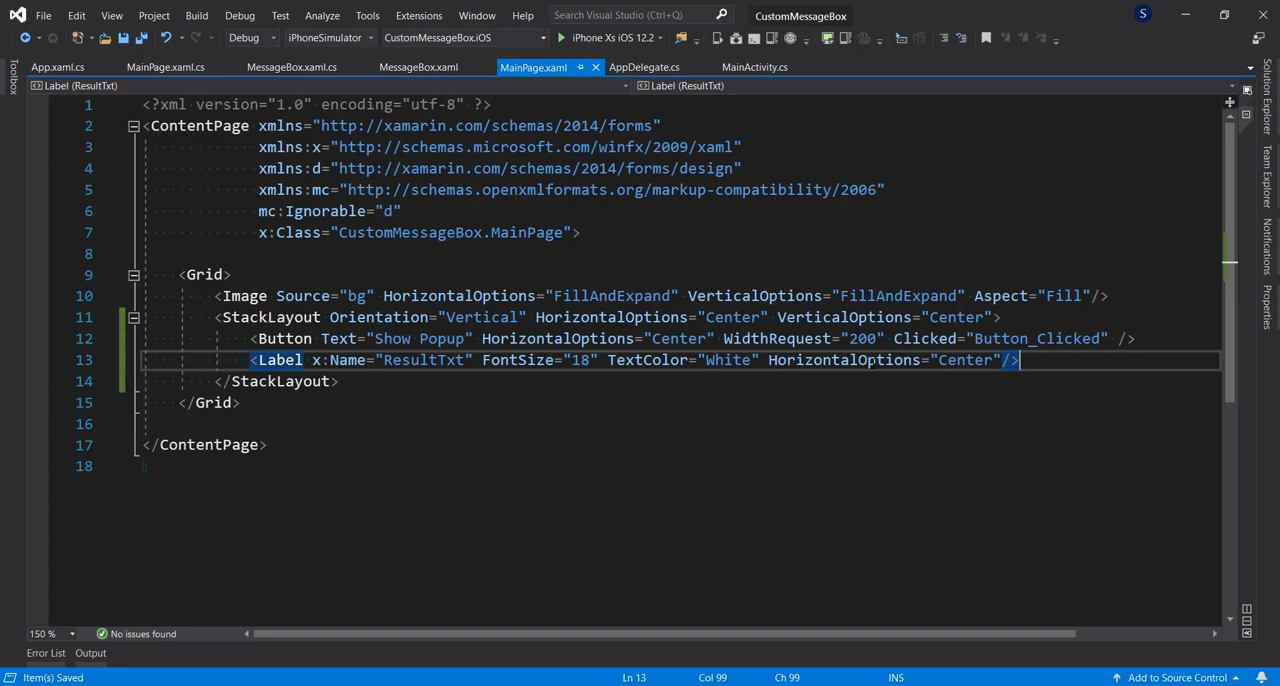 File Edit View Project Build Debug Test Analyze Tools Extensions Window Help Search Visual Studio (Ctrl+Q) CustomMessageBox S
Debug iPhoneSimulator CustomMessageBox.iOS iPhone Xs iOS 12.2
App.xaml.cs MainPage.xaml.cs MessageBox.xaml.cs MessageBox.xaml MainPage.xaml AppDelegate.cs MainActivity.cs
Label (ResultTxt) Label (ResultTxt)
1 <?xml version="1.0" encoding="utf-8" ?>
2 <ContentPage xmlns="http://xamarin.com/schemas/2014/forms"
3 xmlns:x="http://schemas.microsoft.com/winfx/2009/xaml"
4 xmlns:d="http://xamarin.com/schemas/2014/forms/design"
5 xmlns:mc="http://schemas.openxmlformats.org/markup-compatibility/2006"
6 mc:Ignorable="d"
7 x:Class="CustomMessageBox.MainPage">
8
9 <Grid>
10 <Image Source="bg" HorizontalOptions="FillAndExpand" VerticalOptions="FillAndExpand" Aspect="Fill"/>
11 <StackLayout Orientation="Vertical" HorizontalOptions="Center" VerticalOptions="Center">
12 <Button Text="Show Popup" HorizontalOptions="Center" WidthRequest="200" Clicked="Button_Clicked" />
13 <Label x:Name="ResultTxt" FontSize="18" TextColor="White" HorizontalOptions="Center"/>
14 </StackLayout>
15 </Grid>
16
17 </ContentPage>
18
150 % No issues found
Error List Output
Item(s) Saved Ln 13 Col 99 Ch 99 INS Add to Source Control
Toolbox
Solution Explorer
Team Explorer
Notifications
Properties